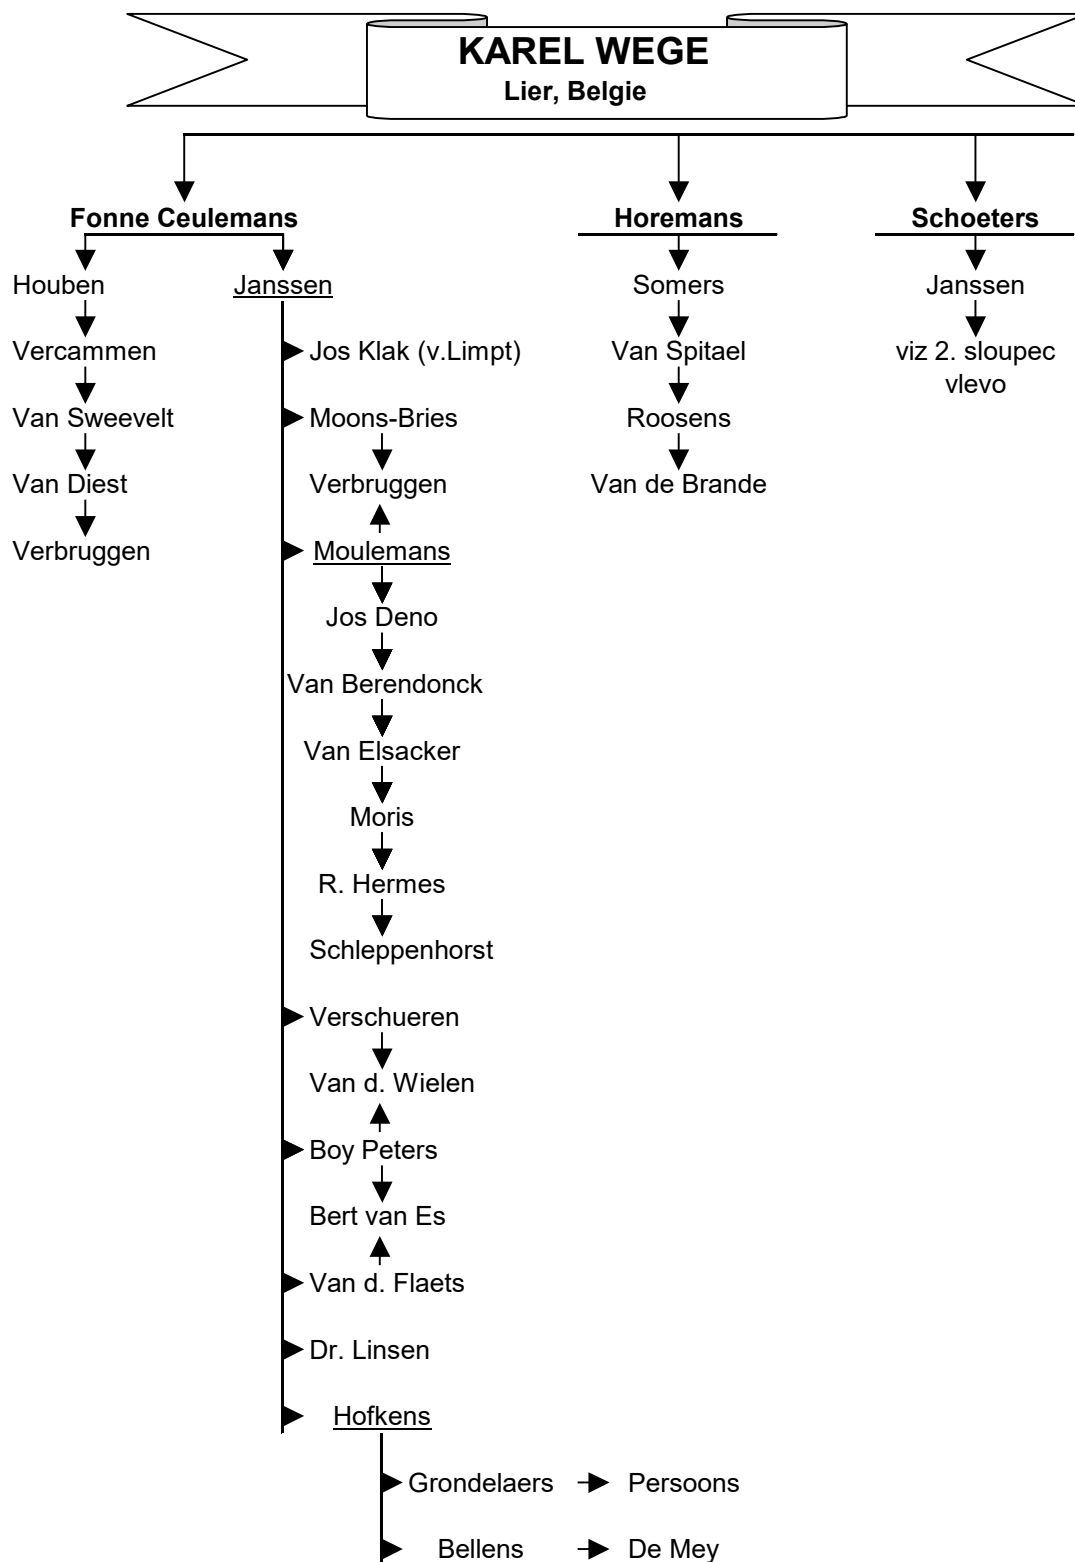 KAREL WEGE
Lier, Belgie
Fonne Ceulemans
Horemans
Schoeters
Houben
Janssen
Somers
Janssen
Vercammen
Jos Klak (v.Limpt)
Van Spitael
viz 2. sloupec
vlevo
Van Sweevelt
Moons-Bries
Roosens
Van Diest
Verbruggen
Van de Brande
Verbruggen
Moulemans
Jos Deno
Van Berendonck
Van Elsacker
Moris
R. Hermes
Schleppenhorst
Verschueren
Van d. Wielen
Boy Peters
Bert van Es
Van d. Flaets
Dr. Linsen
Hofkens
Grondelaers
Persoons
Bellens
De Mey